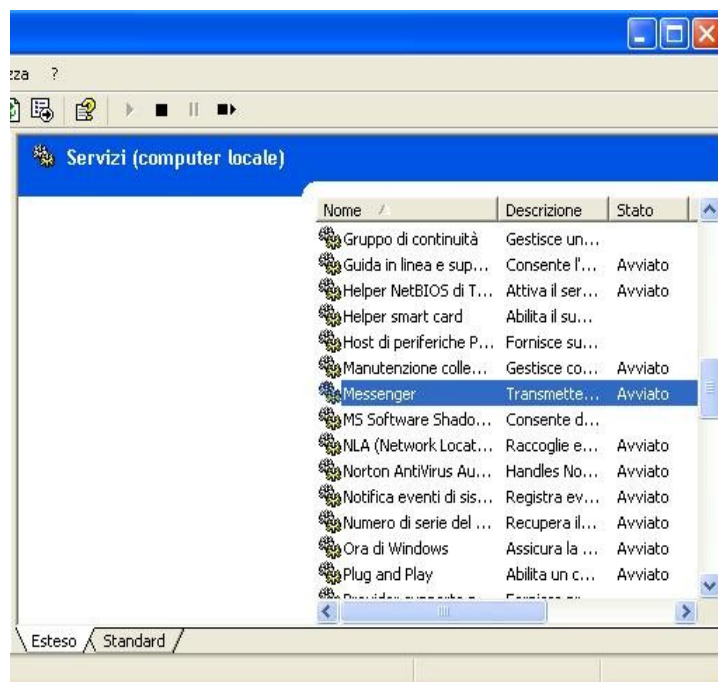 zza ?
Servizi (computer locale)
Nome Descrizione Stato
Gruppo di continuità Gestisce un...
Guida in linea e sup... Consente l'... Avviato
Helper NetBIOS di T... Attiva il ser... Avviato
Helper smart card Abilita il su...
Host di periferiche P... Fornisce su...
Manutenzione colle... Gestisce co... Avviato
Messenger Transmette... Avviato
MS Software Shado... Consente d...
NLA (Network Locat... Raccoglie e... Avviato
Norton AntiVirus Au... Handles No... Avviato
Notifica eventi di sis... Registra ev... Avviato
Numero di serie del ... Recupera il... Avviato
Ora di Windows Assicura la ... Avviato
Plug and Play Abilita un c... Avviato
Esteso Standard